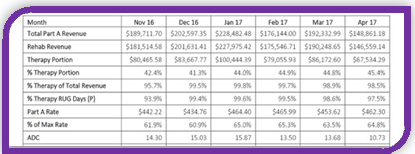 Month Nov 16 Dec 16 Jan 17 Feb 17 Mar 17 Apr 17
Total Part A Revenue $189,711.70 $202,597.35 $228,482.48 $176,144.00 $192,332.99 $148,861.18
Rehab Revenue $181,514.58 $201,631.41 $227,975.42 $175,546.71 $190,248.65 $146,559.14
Therapy Portion $80,465.58 $83,667.77 $100,444.39 $79,055.93 $86,172.60 $67,534.29
% Therapy Portion 42.4% 41.3% 44.0% 44.9% 44.8% 45.4%
% Therapy of Total Revenue 95.7% 99.5% 99.8% 99.7% 98.9% 98.5%
% Therapy RUG Days (P) 93.9% 99.4% 99.6% 99.5% 98.6% 97.5%
Part A Rate $442.22 $434.76 $464.40 $465.99 $453.62 $462.30
% of Max Rate 61.9% 60.9% 65.0% 65.3% 63.5% 64.8%
ADC 14.30 15.03 15.87 13.50 13.68 10.73